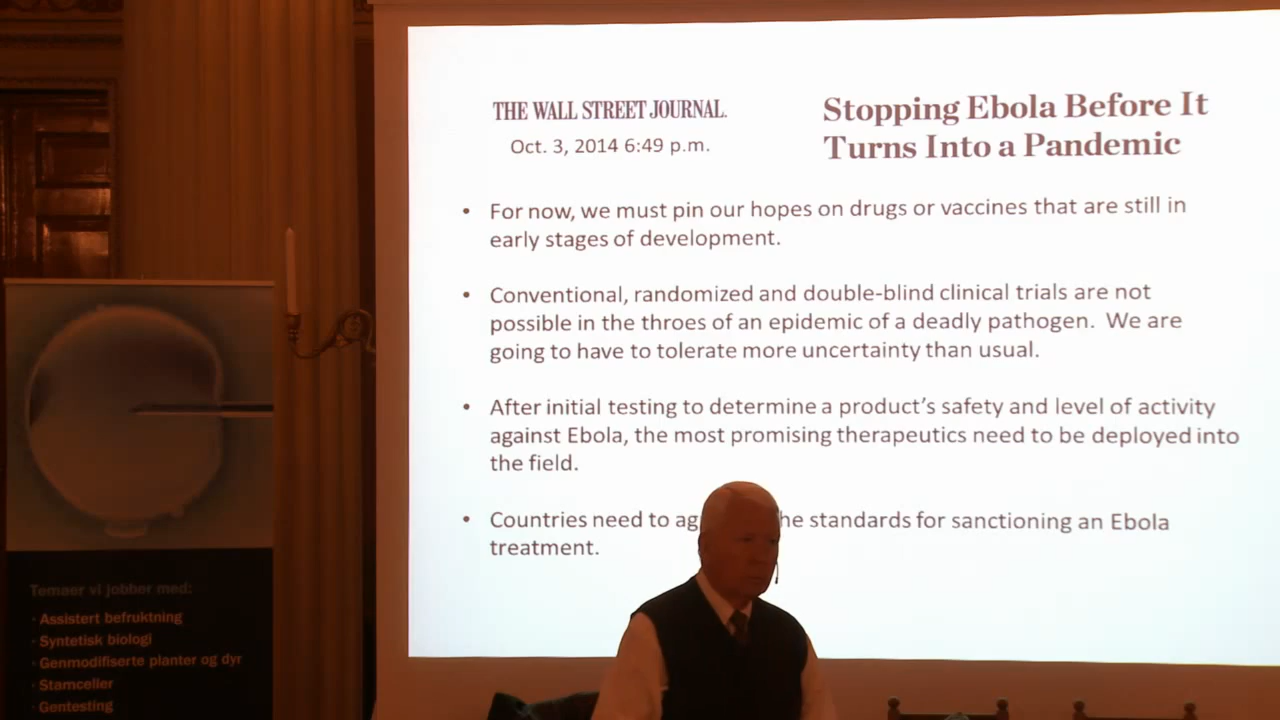 THE WALL STREET JOURNAL.
Oct. 3, 2014 6:49 p.m.
Stopping Ebola Before It
Turns Into a Pandemic
• For now, we must pin our hopes on drugs or vaccines that are still in
early stages of development.
• Conventional, randomized and double-blind clinical trials are not
possible in the throes of an epidemic of a deadly pathogen. We are
going to have to tolerate more uncertainty than usual.
• After initial testing to determine a product's safety and level of activity
against Ebola, the most promising therapeutics need to be deployed into
the field.
• Countries need to ag he standards for sanctioning an Ebola
treatment.
Temaer vi jobber med:
· Assistert befruktning
· Syntetisk biologi
· Genmodifiserte planter og dyr
· Stamceller
· Gentesting